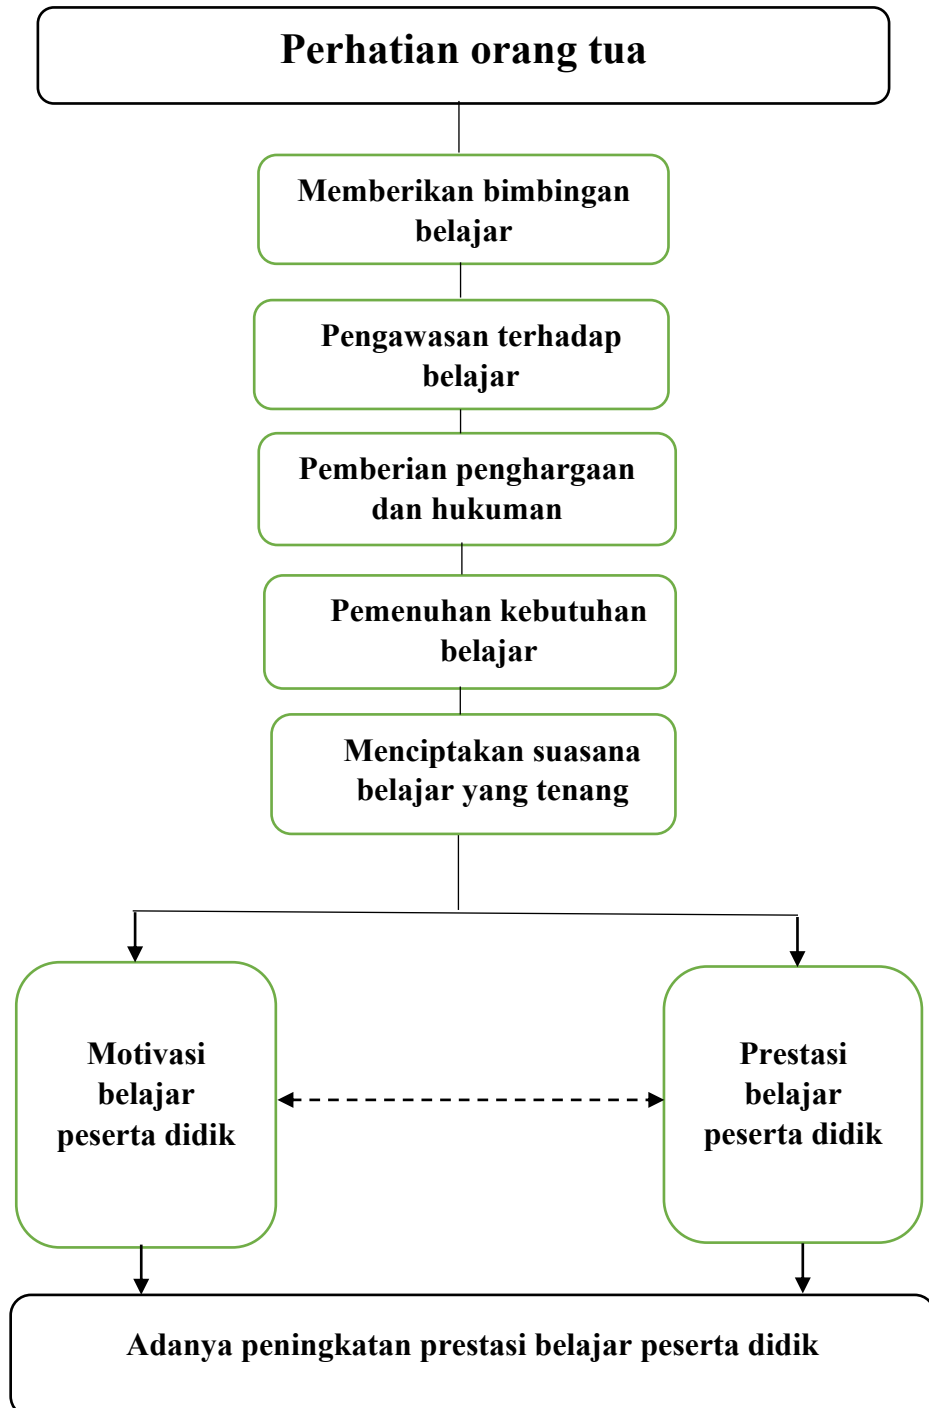 Perhatian orang tua
Memberikan bimbingan
belajar
Pengawasan terhadap
belajar
Pemberian penghargaan
dan hukuman
Pemenuhan kebutuhan
belajar
Menciptakan suasana
belajar yang tenang
Motivasi
belajar
peserta didik
Prestasi
belajar
peserta didik
Adanya peningkatan prestasi belajar peserta didik